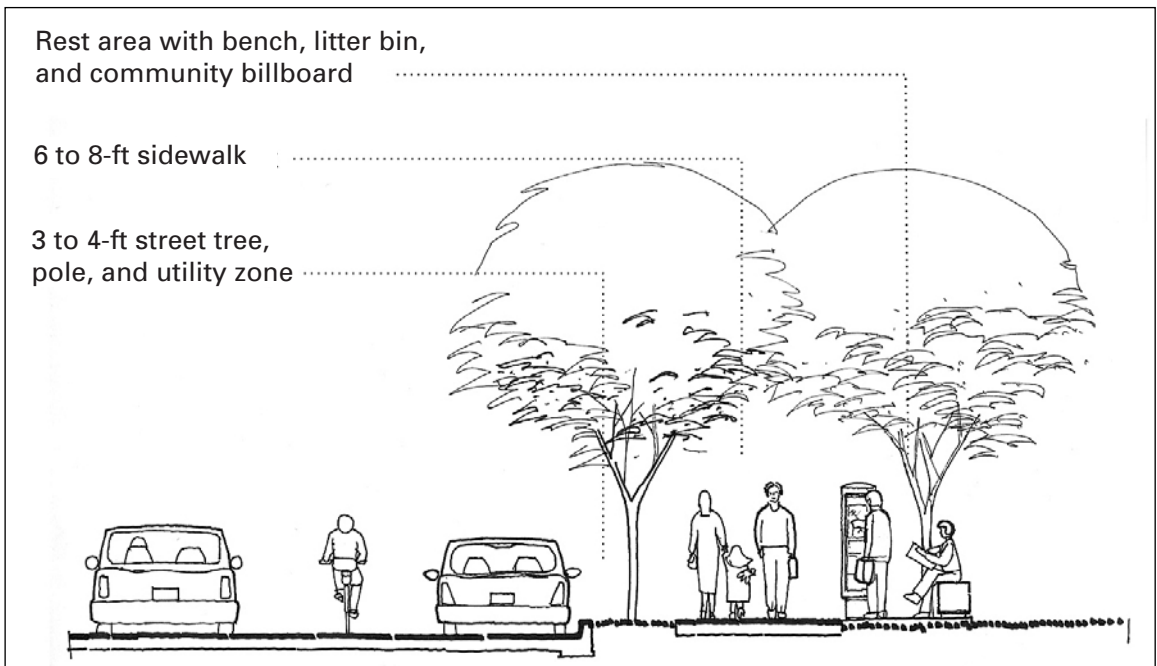 Rest area with bench, litter bin,
and community billboard
6 to 8-ft sidewalk
3 to 4-ft street tree,
pole, and utility zone